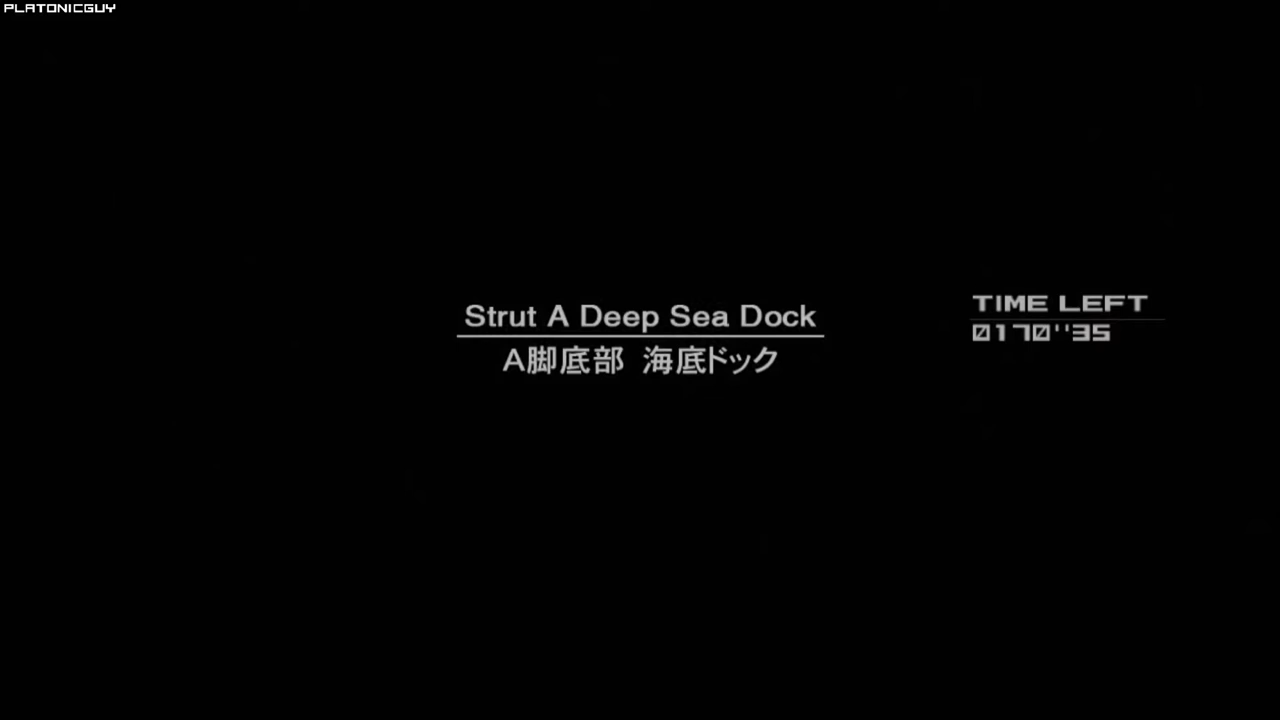 PLATONICGUY
Strut A Deep Sea Dock
A脚底部 海底ドック
TIME LEFT
0170"35